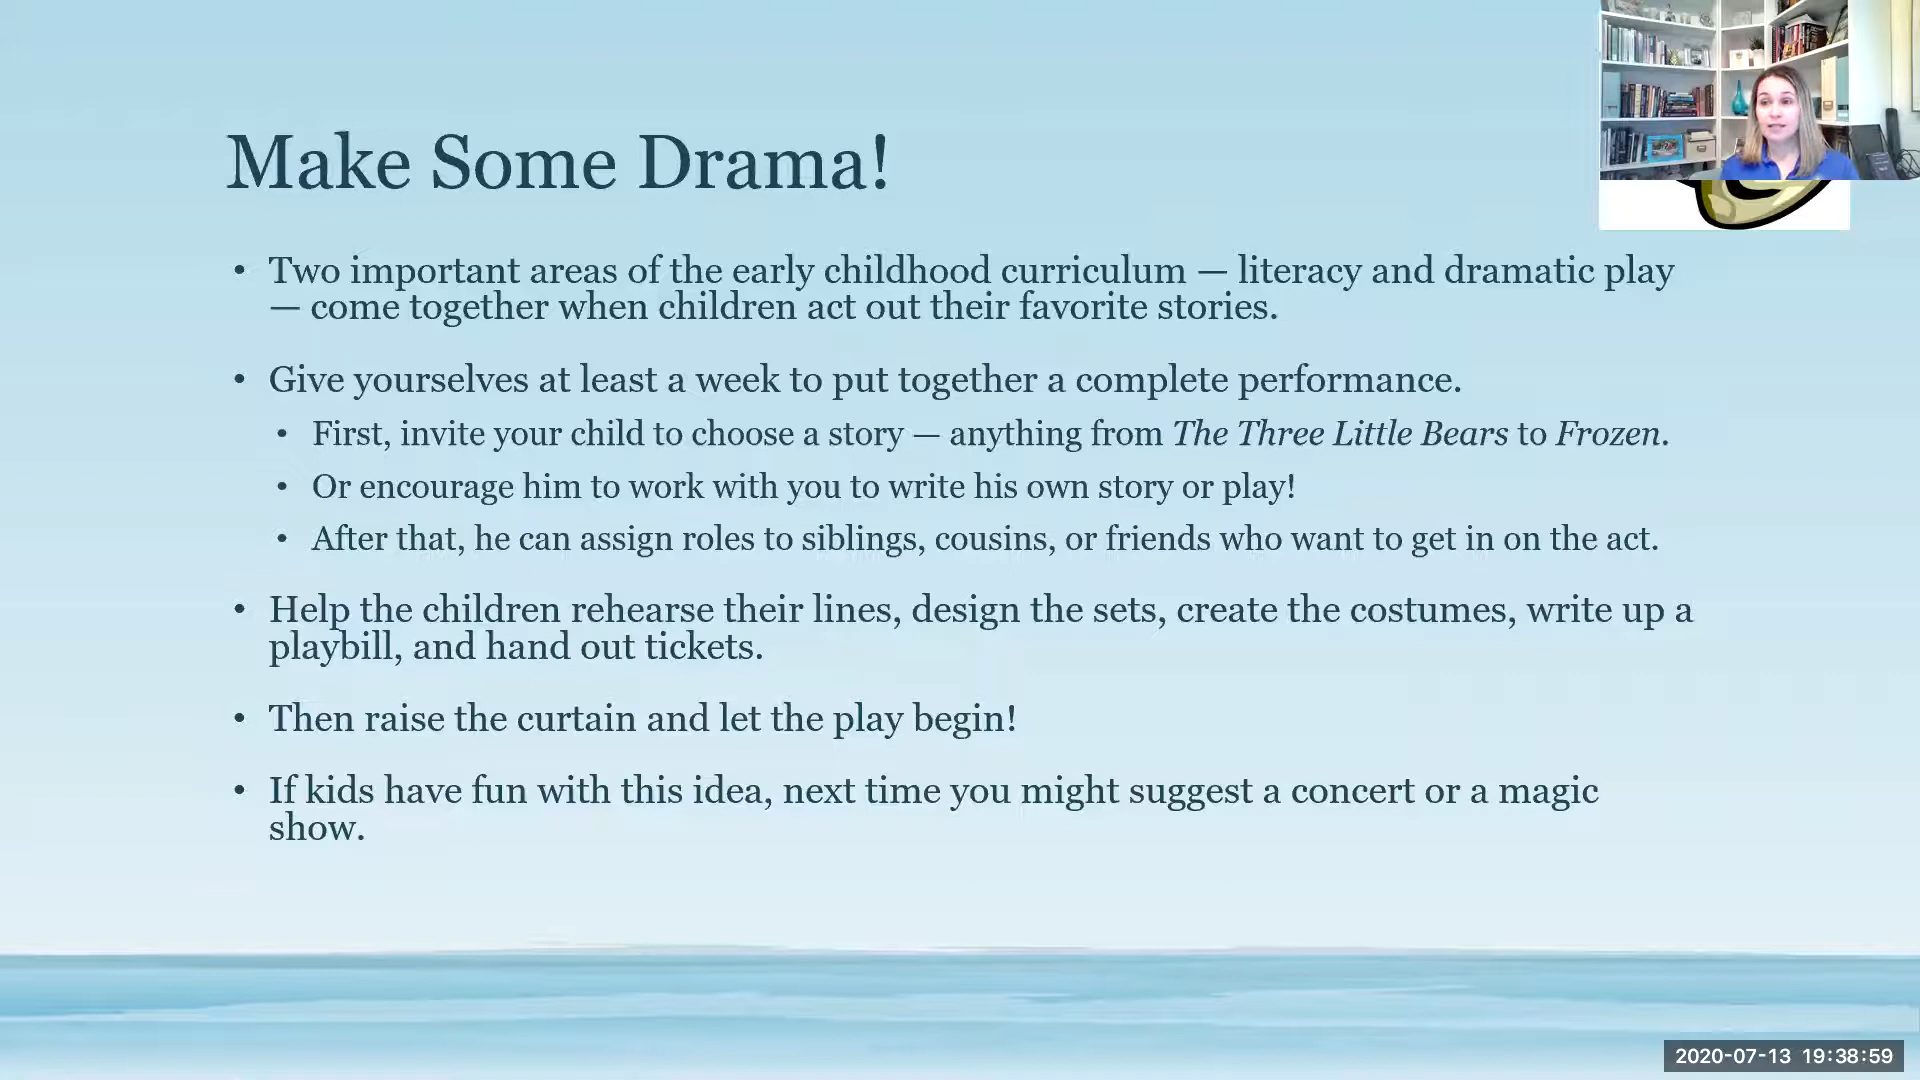 Make Some Drama!
• Two important areas of the early childhood curriculum — literacy and dramatic play
— come together when children act out their favorite stories.
• Give yourselves at least a week to put together a complete performance.
• First, invite your child to choose a story — anything from The Three Little Bears to Frozen.
• Or encourage him to work with you to write his own story or play!
• After that, he can assign roles to siblings, cousins, or friends who want to get in on the act.
• Help the children rehearse their lines, design the sets, create the costumes, write up a
playbill, and hand out tickets.
• Then raise the curtain and let the play begin!
• If kids have fun with this idea, next time you might suggest a concert or a magic
show.
2020-07-13 19:38:59